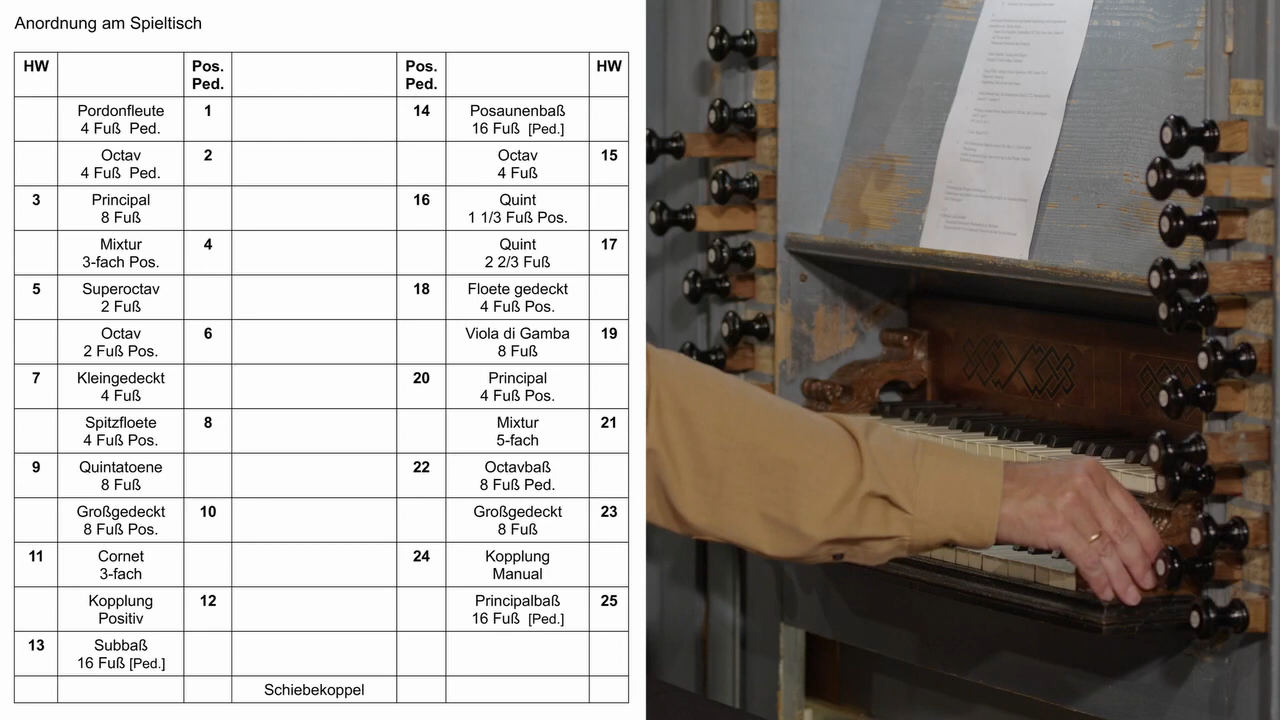 Anordnung am Spieltisch
HW Pos. Pos. HW
Ped. Ped.
Pordonfleute 1 14 Posaunenbaß
4 Fuß Ped. 16 Fuß [Ped.]
Octav 2 Octav 15
4 Fuß Ped. 4 Fuß
3 Principal 16 Quint
8 Fuß 1 1/3 Fuß Pos.
Mixtur 4 Quint 17
3-fach Pos. 2 2/3 Fuß
5 Superoctav 18 Floete gedeckt
2 Fuß 4 Fuß Pos.
Octav 6 Viola di Gamba 19
2 Fuß Pos. 8 Fuß
7 Kleingedeckt 20 Principal
4 Fuß 4 Fuß Pos.
Spitzfloete 8 Mixtur 21
4 Fuß Pos. 5-fach
9 Quintatoene 22 Octavbaß
8 Fuß 8 Fuß Ped.
Großgedeckt 10 Großgedeckt 23
8 Fuß Pos. 8 Fuß
11 Cornet 24 Kopplung
3-fach Manual
Kopplung 12 Principalbaß 25
Positiv 16 Fuß [Ped.]
13 Subbaß
16 Fuß [Ped.]
Schiebekoppel